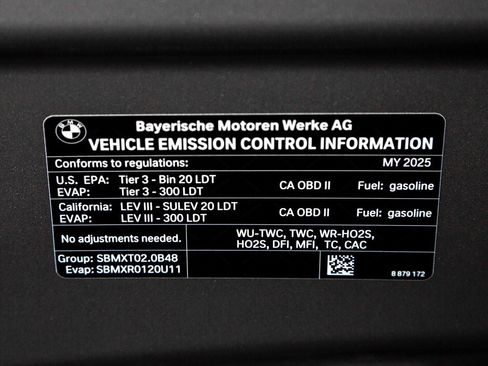 BMW
Bayerische Motoren Werke AG
VEHICLE EMISSION CONTROL INFORMATION
Conforms to regulations: MY 2025
U.S. EPA: Tier 3 - Bin 20 LDT CA OBD II Fuel: gasoline
EVAP: Tier 3 - 300 LDT
California: LEV III - SULEV 20 LDT CA OBD II Fuel: gasoline
EVAP: LEV III - 300 LDT
No adjustments needed. WU-TWC, TWC, WR-HO2S,
HO2S, DFI, MFI, TC, CAC
Group: SBMXT02.0B48
Evap: SBMXR0120U11
8 879 172